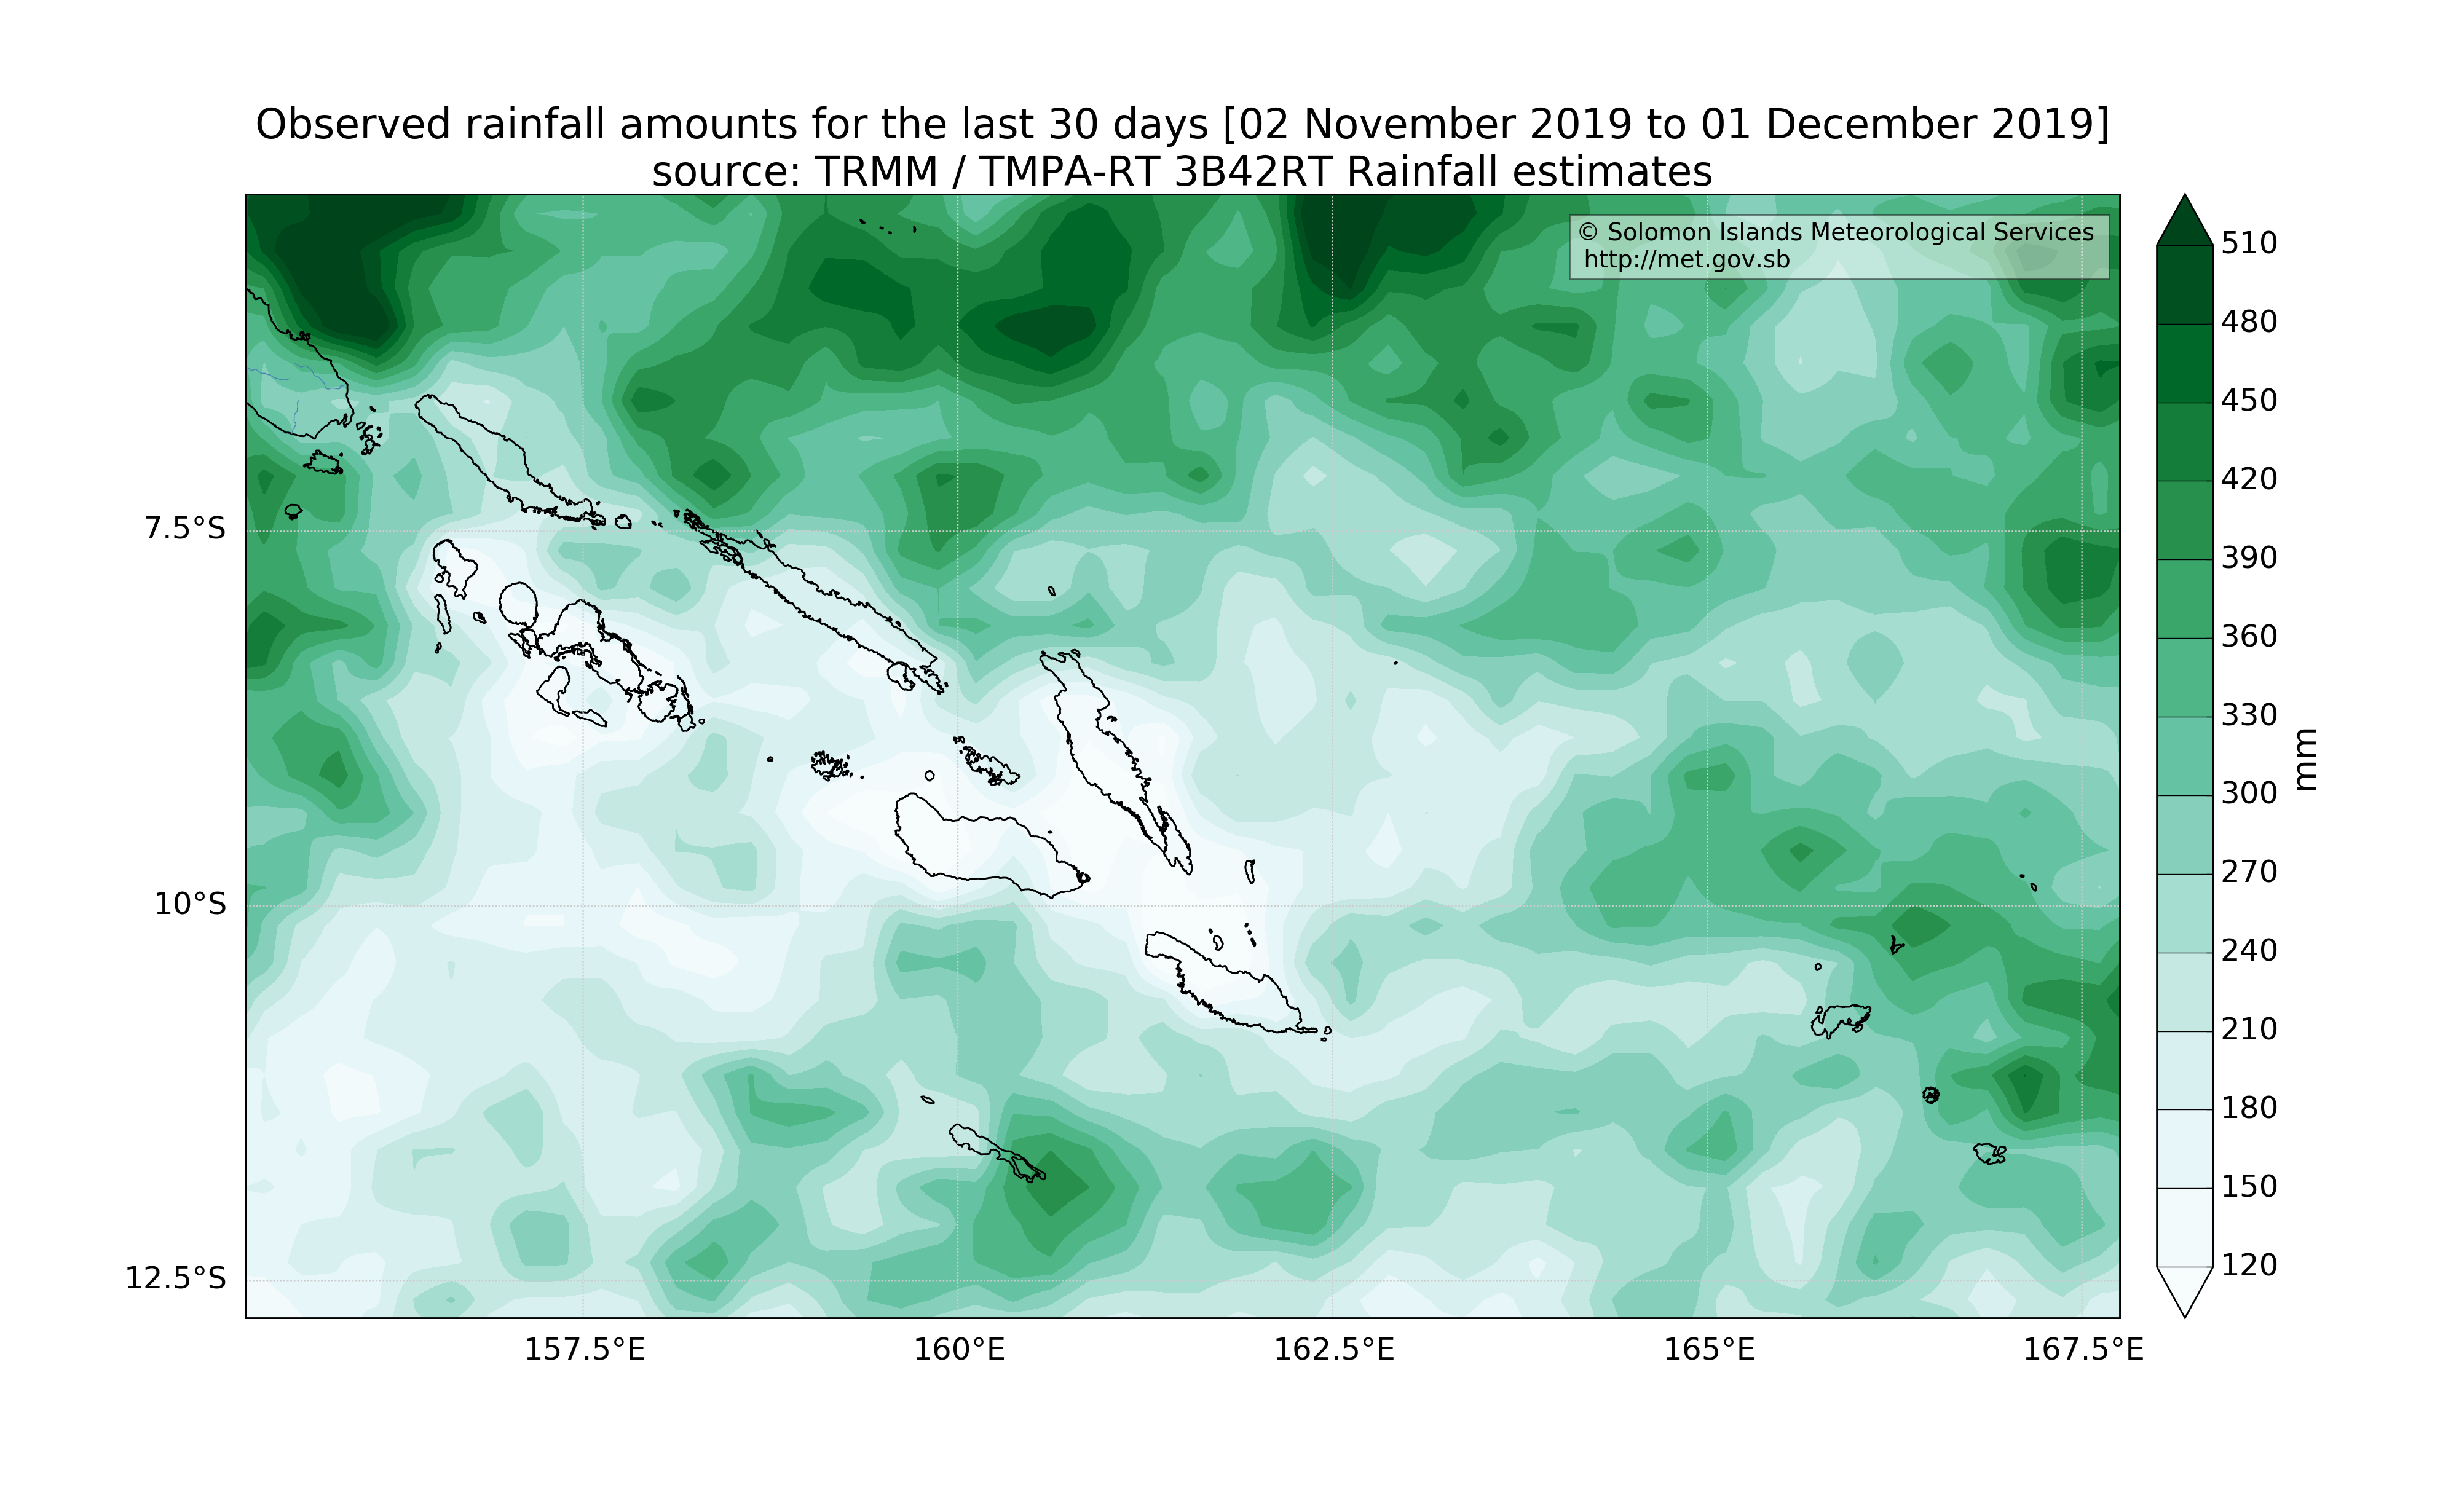 Observed rainfall amounts for the last 30 days [02 November 2019 to 01 December 2019]
source: TRMM / TMPA-RT 3B42RT Rainfall estimates
© Solomon Islands Meteorological Services
http://met.gov.sb
510
480
450
420
390
360
330
300
270
240
210
180
150
120
mm
7.5°S
10°S
12.5°S
157.5°E
160°E
162.5°E
165°E
167.5°E